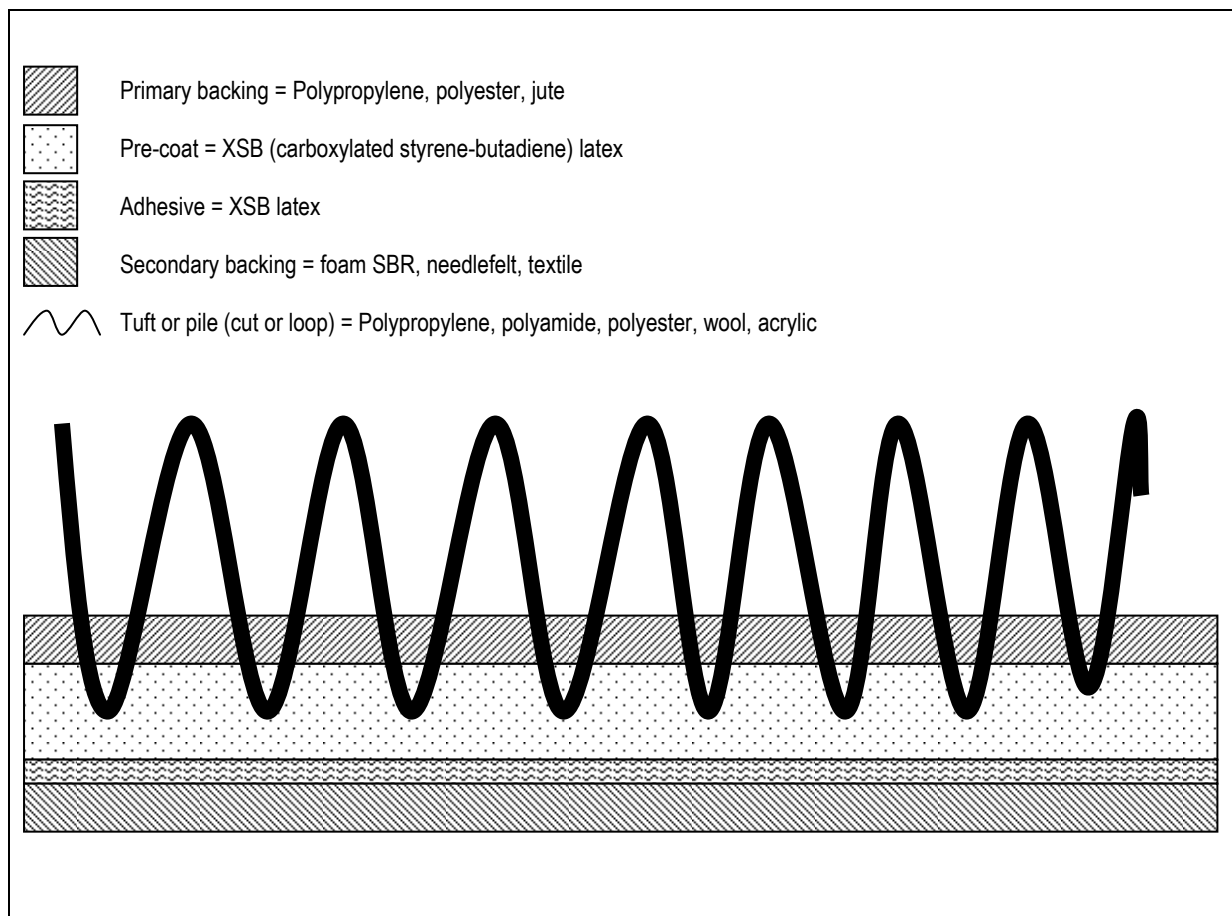 Primary backing = Polypropylene, polyester, jute
Pre-coat = XSB (carboxylated styrene-butadiene) latex
Adhesive = XSB latex
Secondary backing = foam SBR, needlefelt, textile
Tuft or pile (cut or loop) = Polypropylene, polyamide, polyester, wool, acrylic